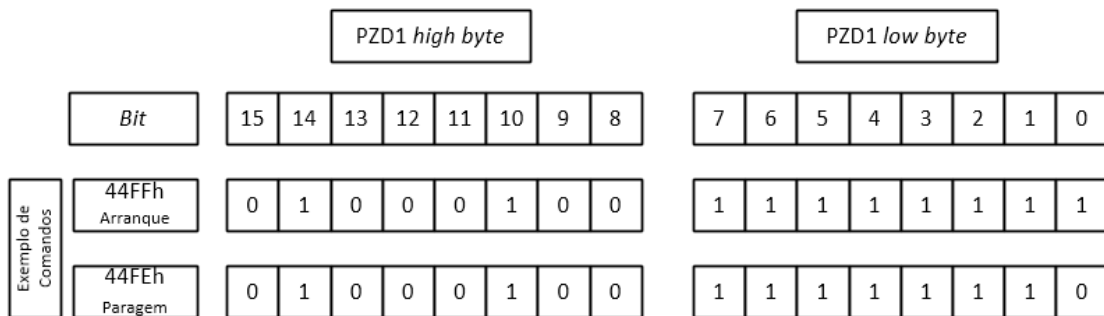 PZD1 high byte PZD1 low byte
Bit 15 14 13 12 11 10 9 8 7 6 5 4 3 2 1 0
Exemplo de
Comandos
44FFh
Arranque
0 1 0 0 0 1 0 0 1 1 1 1 1 1 1 1
44FEh
Paragem
0 1 0 0 0 1 0 0 1 1 1 1 1 1 1 0